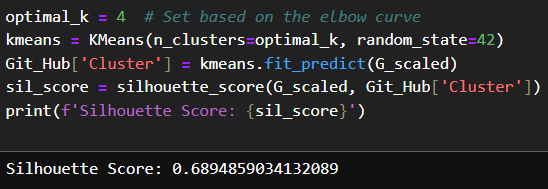 optimal_k = 4  # Set based on the elbow curve
kmeans = KMeans(n_clusters=optimal_k, random_state=42)
Git_Hub['Cluster'] = kmeans.fit_predict(G_scaled)
sil_score = silhouette_score(G_scaled, Git_Hub['Cluster'])
print(f'Silhouette Score: {sil_score}')
Silhouette Score: 0.6894859034132089